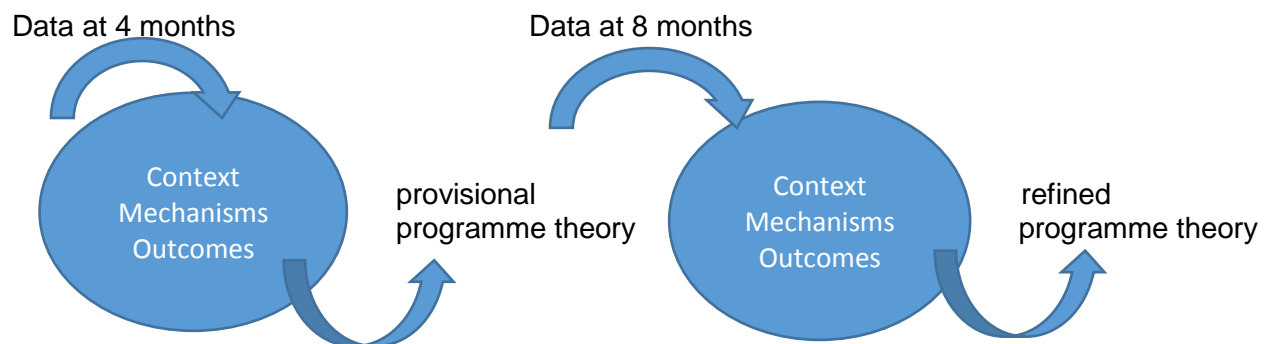 Data at 4 months
Data at 8 months
Context
Mechanisms
Outcomes
provisional
programme theory
Context
Mechanisms
Outcomes
refined
programme theory